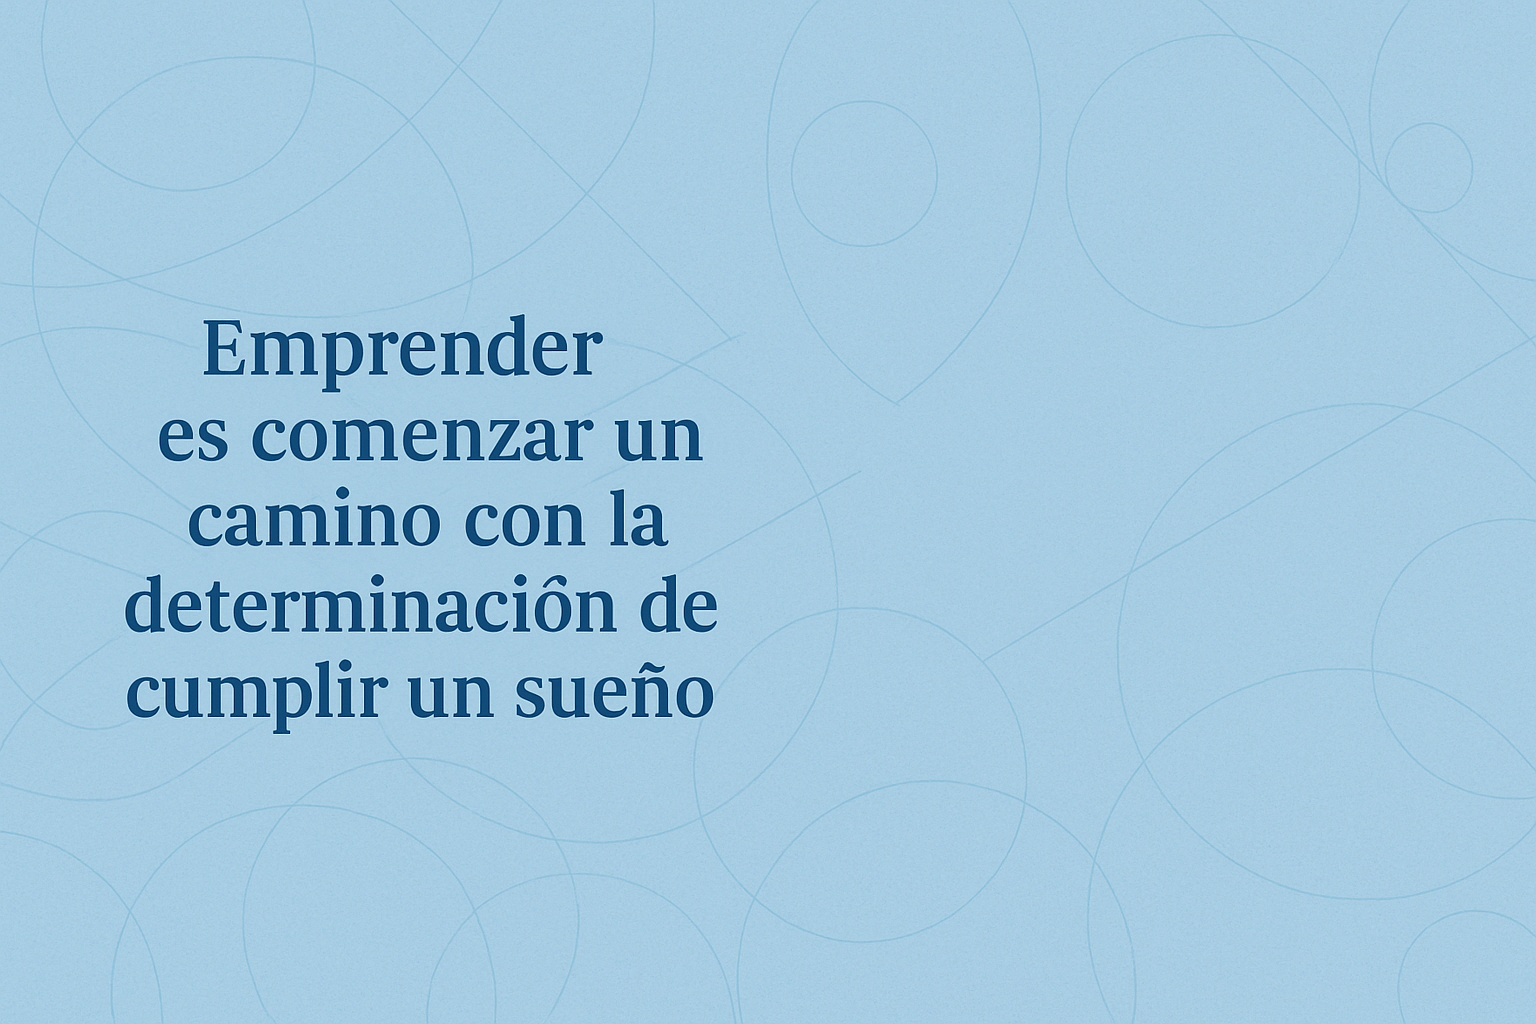 Emprender
es comenzar un
camino con la
determinaciôn de
cumplir un sueño